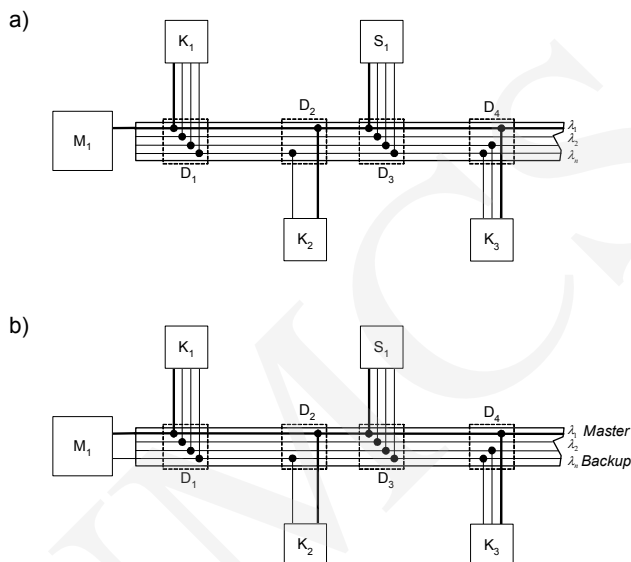 a)
K₁
S₁
D₂
D₄
M₁
λ₁
λ₂
λₙ
D₁
D₃
K₂
K₃
b)
K₁
S₁
D₂
D₄
M₁
λ₁ Master
λ₂
λₙ Backup
D₁
D₃
K₂
K₃